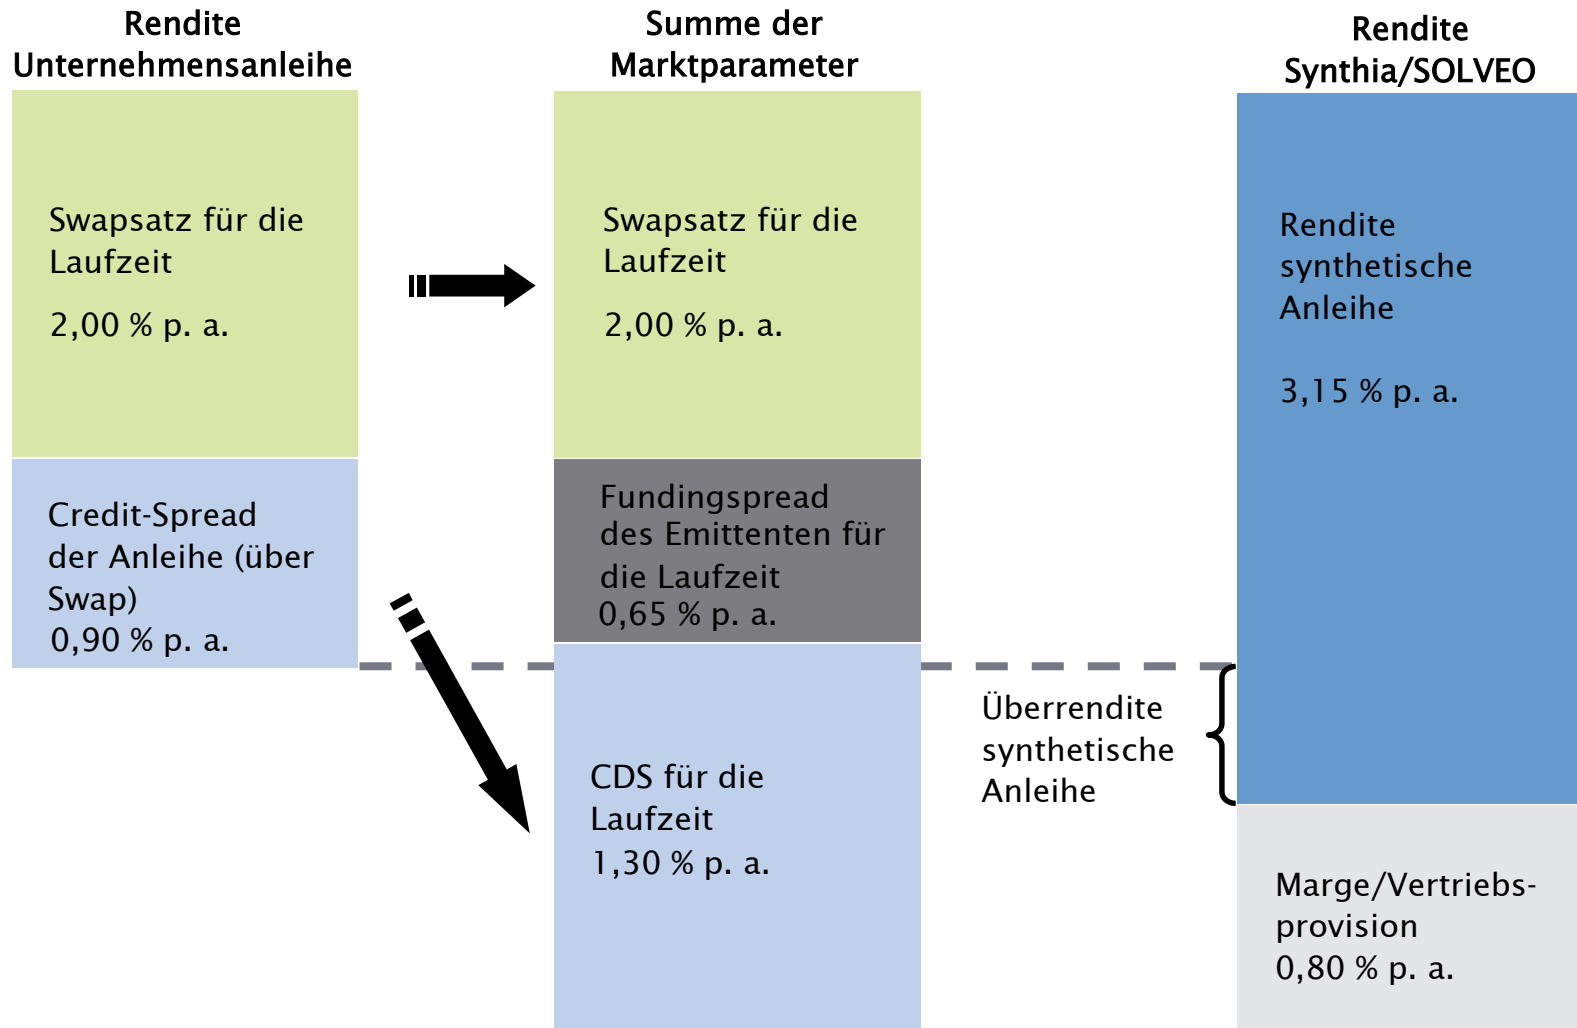 Rendite
Unternehmensanleihe
Swapsatz für die
Laufzeit
2,00 % p. a.
Credit-Spread
der Anleihe (über
Swap)
0,90 % p. a.
Summe der
Marktparameter
Swapsatz für die
Laufzeit
2,00 % p. a.
Fundingspread
des Emittenten für
die Laufzeit
0,65 % p. a.
CDS für die
Laufzeit
1,30 % p. a.
Überrendite
synthetische
Anleihe
Rendite
Synthia/SOLVEO
Rendite
synthetische
Anleihe
3,15 % p. a.
Marge/Vertriebs-
provision
0,80 % p. a.